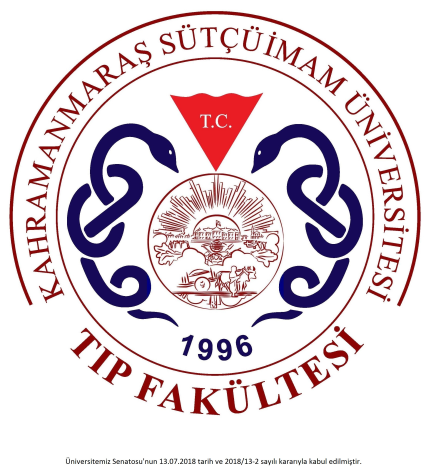 KAHRAMANMARAŞ SÜTÇÜİMAM ÜNİVERSİTESİ
T.C.
1996
TIP FAKÜLTESİ
Üniversitemiz Senatosu'nun 13.07.2018 tarih ve 2018/13-2 sayılı kararıyla kabul edilmiştir.